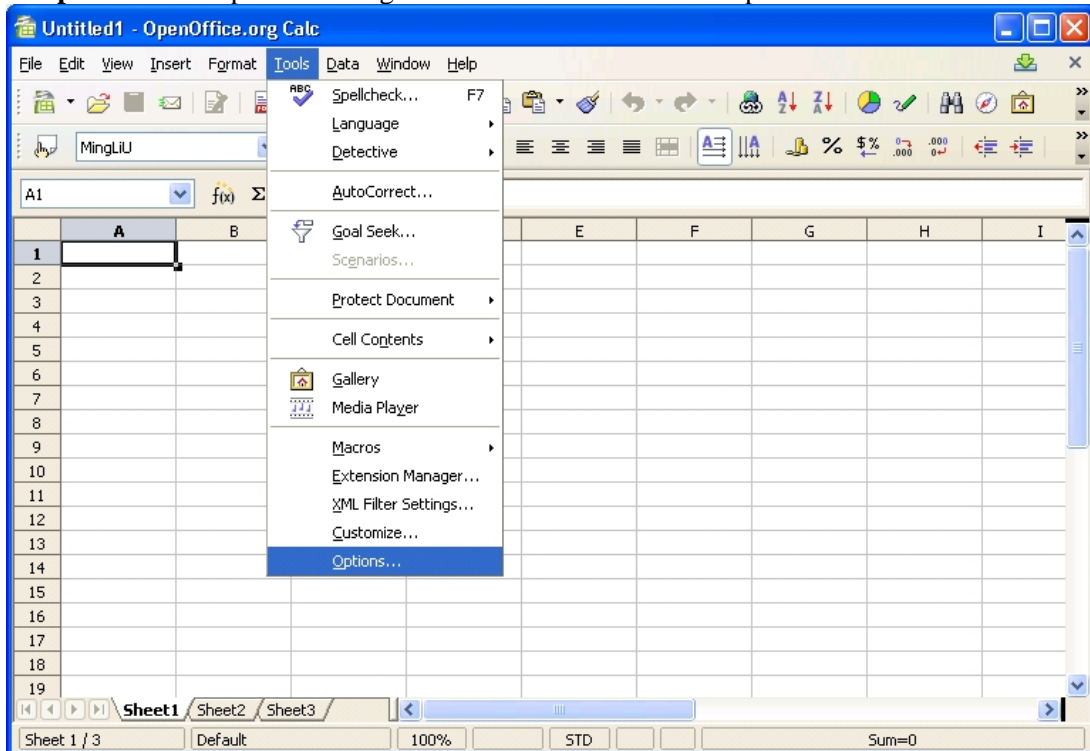 Untitled1 - OpenOffice.org Calc
File Edit View Insert Format Tools Data Window Help
MingLiU
A1 f(x) Σ
Spellcheck... F7
Language
Detective
AutoCorrect...
Goal Seek...
Scenarios...
Protect Document
Cell Contents
Gallery
Media Player
Macros
Extension Manager...
XML Filter Settings...
Customize...
Options...
A B E F G H I
1
2
3
4
5
6
7
8
9
10
11
12
13
14
15
16
17
18
19
Sheet1 Sheet2 Sheet3
Sheet 1 / 3 Default 100% STD Sum=0